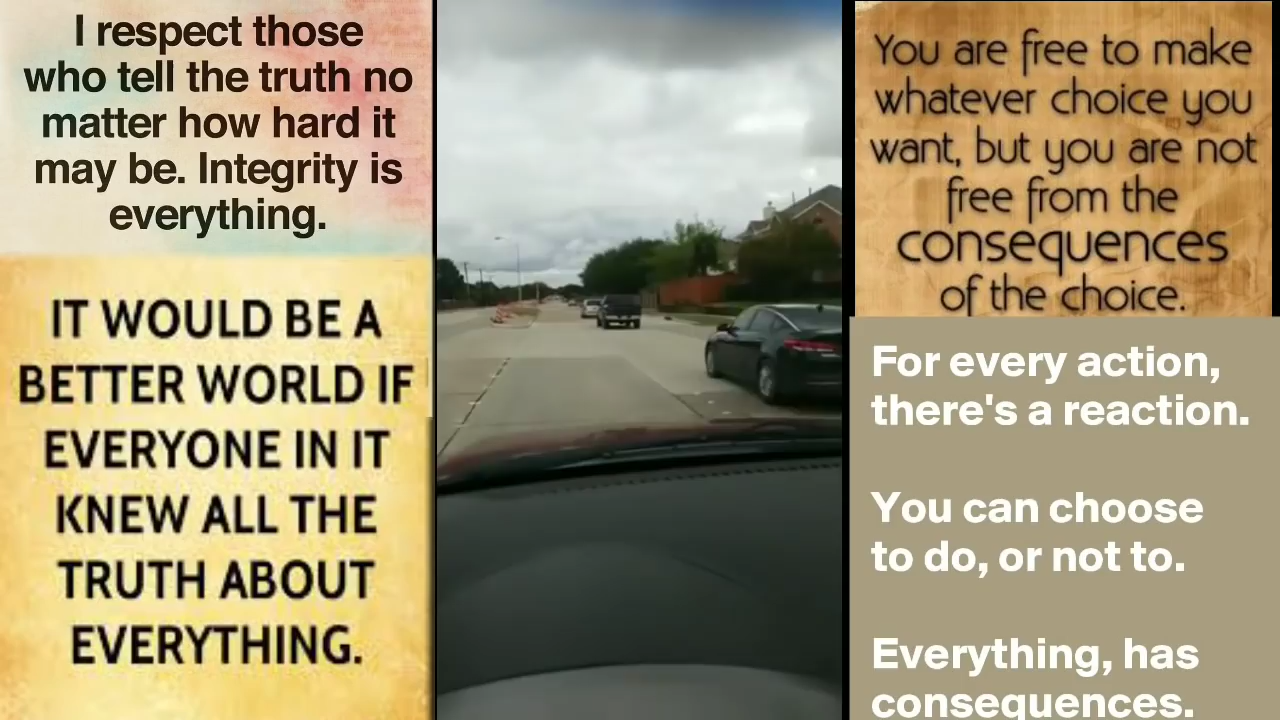 I respect those
who tell the truth no
matter how hard it
may be. Integrity is
everything.
IT WOULD BE A
BETTER WORLD IF
EVERYONE IN IT
KNEW ALL THE
TRUTH ABOUT
EVERYTHING.
You are free to make
whatever choice you
want, but you are not
free from the
consequences
of the choice.
For every action,
there's a reaction.
You can choose
to do, or not to.
Everything, has
consequences.